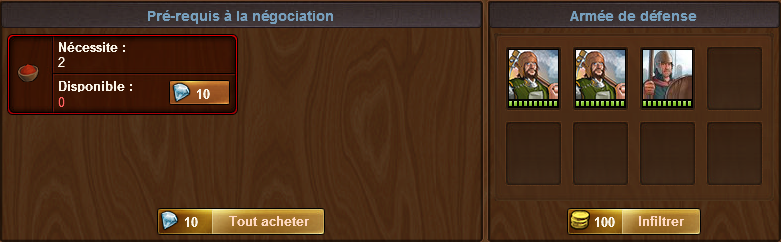 Pré-requis à la négociation
Nécessite :
2
Disponible :
0
10
10 Tout acheter
Armée de défense
100 Infiltrer